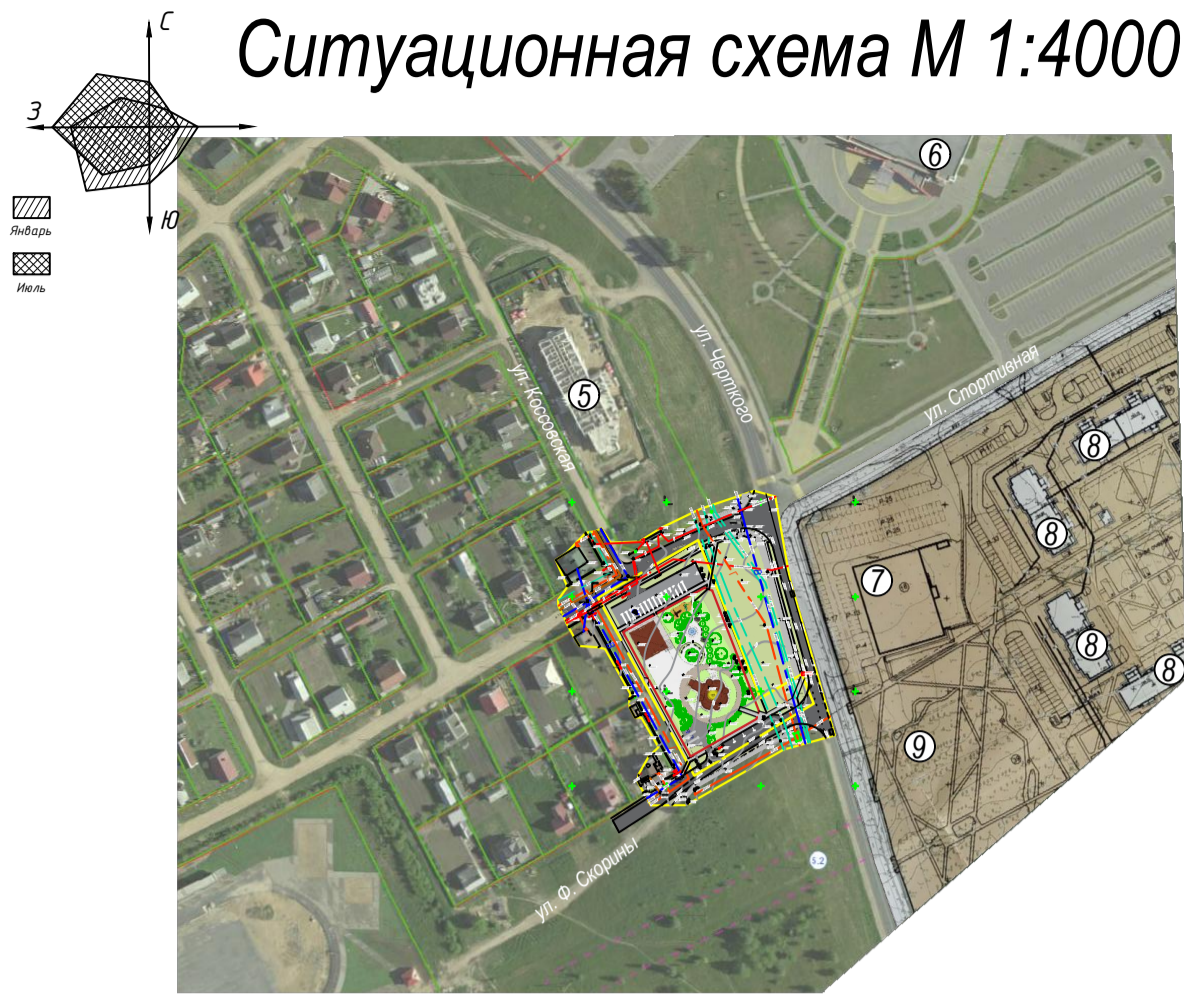 С
Ситуационная схема М 1:4000
З
Ю
Январь
Июль
6
ул. Черткого
ул. Спортивная
ул. Коссовская
5
8
8
7
8
8
9
5.2
ул. Ф. Скорины